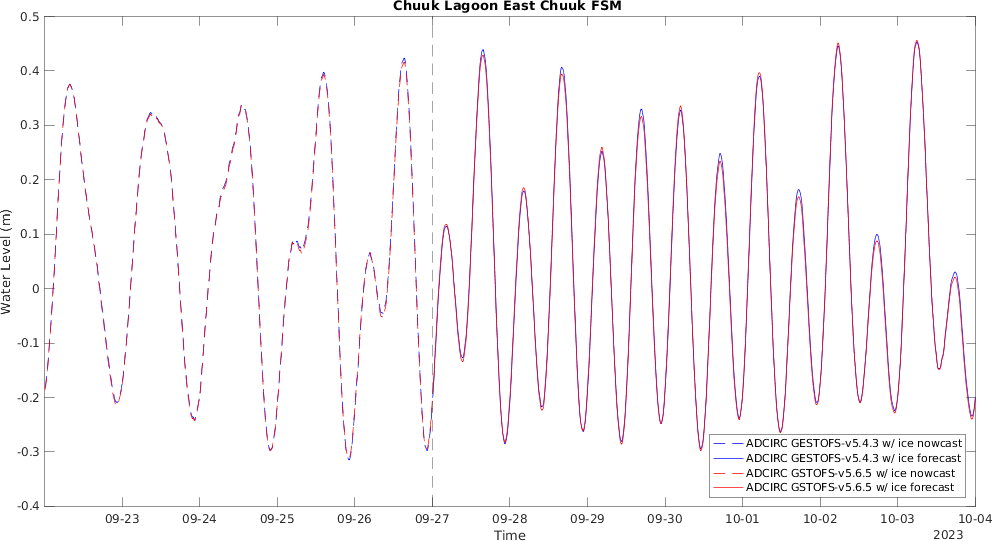 Chuuk Lagoon East Chuuk FSM
0.5
0.4
0.3
0.2
0.1
0
-0.1
-0.2
-0.3
-0.4
Water Level (m)
ADCIRC GESTOFS-v5.4.3 w/ ice nowcast
ADCIRC GESTOFS-v5.4.3 w/ ice forecast
ADCIRC GSTOFS-v5.6.5 w/ ice nowcast
ADCIRC GSTOFS-v5.6.5 w/ ice forecast
09-23 09-24 09-25 09-26 09-27 09-28 09-29 09-30 10-01 10-02 10-03 10-04
Time
2023